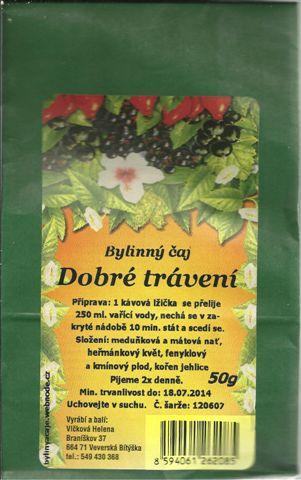 Bylinný čaj
Dobré trávení
Příprava: 1 kávová lžička se přelije
250 ml. vařící vody, nechá se v za-
kryté nádobě 10 min. stát a scedí se.
Složení: meduňková a mátová nať,
heřmánkový květ, fenyklový
a kmínový plod, kořen jehlice
Pijeme 2x denně.
50g
Min. trvanlivost do: 18.07.2014
Uchovejte v suchu. Č. šarže: 120607
Vyrábí a balí:
Vlčková Helena
Braníškov 37
664 71 Veverská Bítýška
tel.: 549 430 368
8 594061 262085